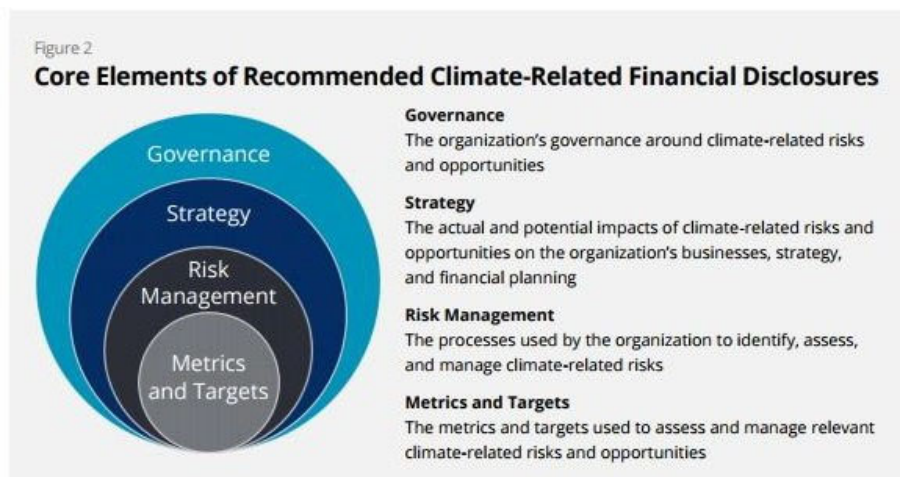 Figure 2
Core Elements of Recommended Climate-Related Financial Disclosures
Governance
Strategy
Risk
Management
Metrics
and Targets
Governance
The organization's governance around climate-related risks
and opportunities
Strategy
The actual and potential impacts of climate-related risks and
opportunities on the organization's businesses, strategy,
and financial planning
Risk Management
The processes used by the organization to identify, assess,
and manage climate-related risks
Metrics and Targets
The metrics and targets used to assess and manage relevant
climate-related risks and opportunities